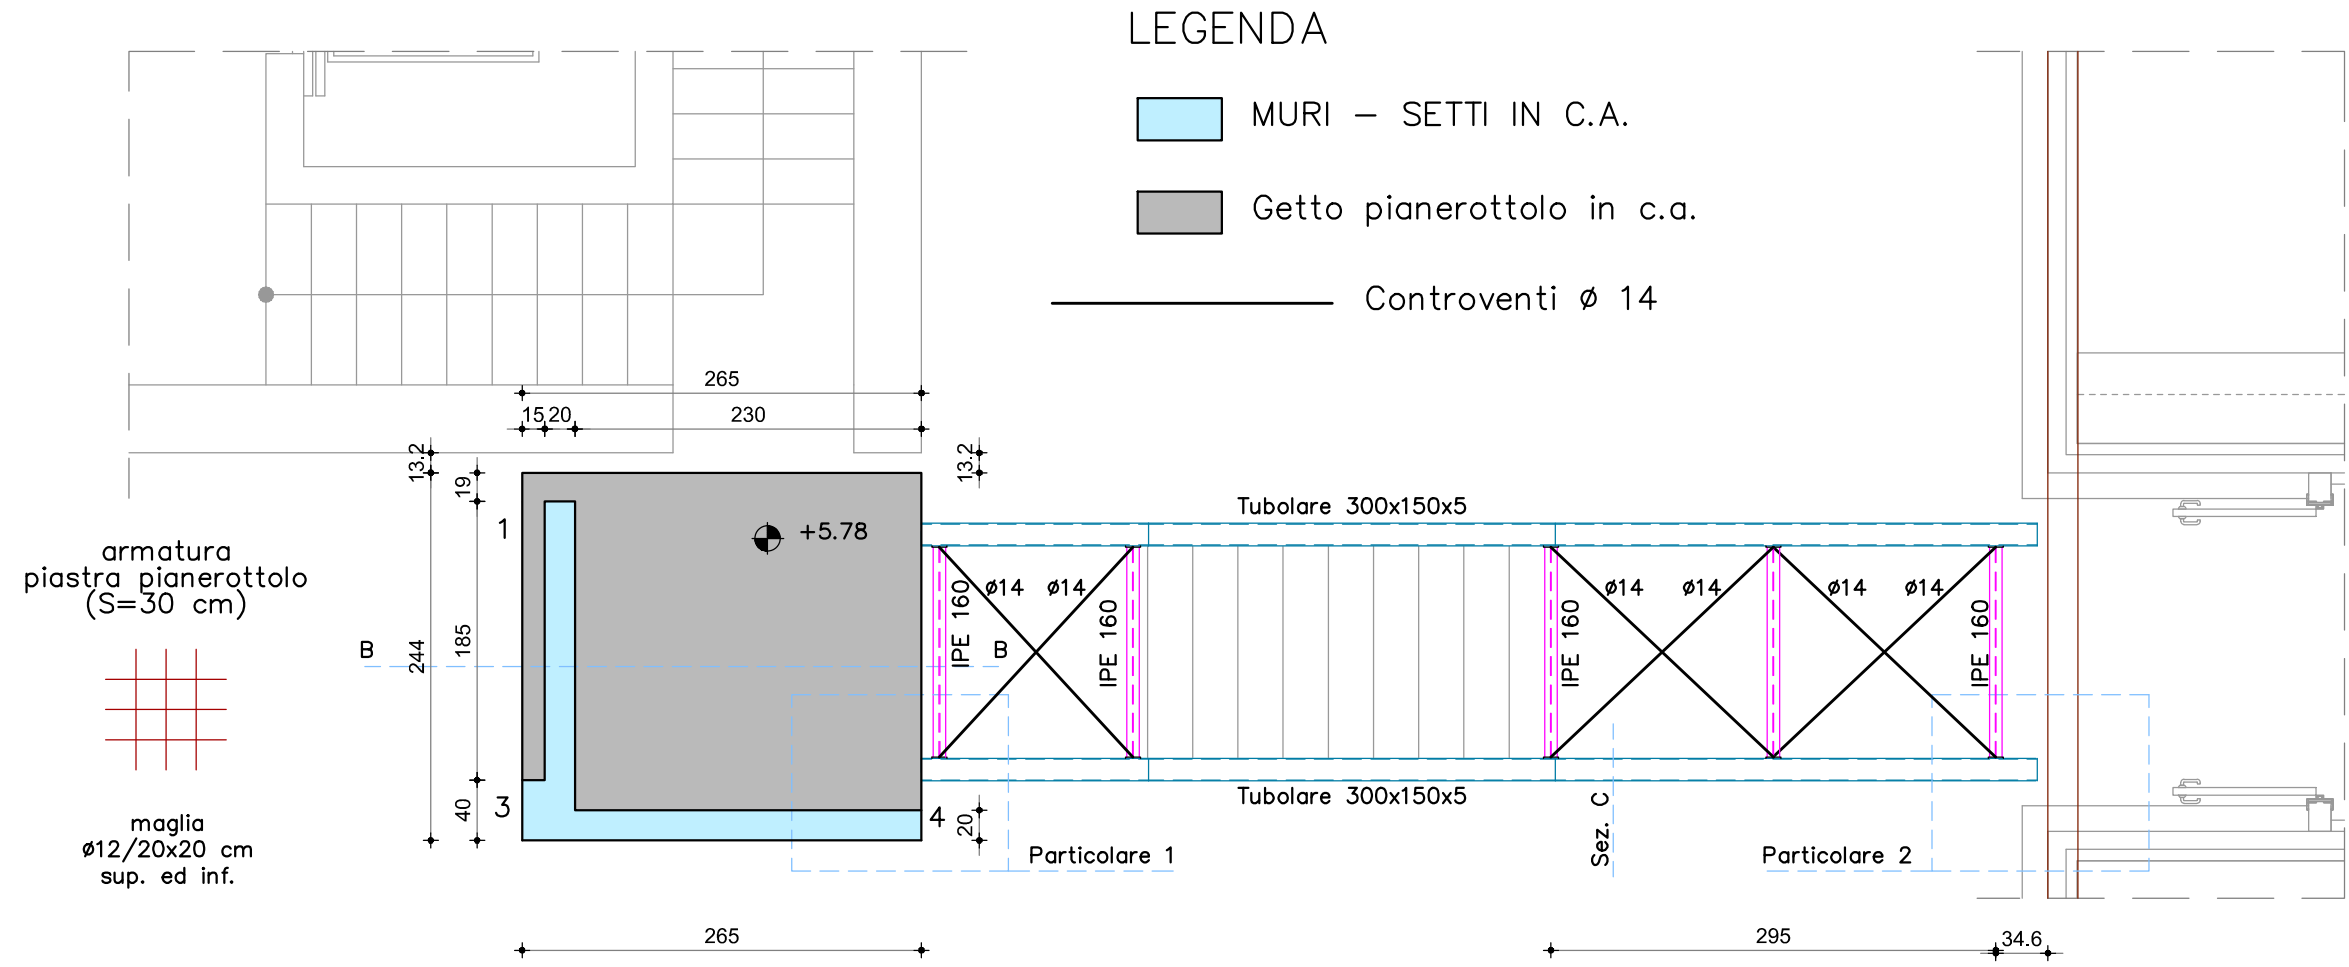 LEGENDA
MURI – SETTI IN C.A.
Getto pianerottolo in c.a.
Controventi ø 14
265
15 20 230
13.2
13.2
19
185
244
40
20
1
3
4
+5.78
armatura
piastra pianerottolo
(S=30 cm)
maglia
ø12/20x20 cm
sup. ed inf.
B
B
Tubolare 300x150x5
ø14 ø14 ø14 ø14 ø14 ø14
IPE 160
IPE 160
IPE 160
IPE 160
Tubolare 300x150x5
Particolare 1
Sez. C
Particolare 2
265
295
34.6